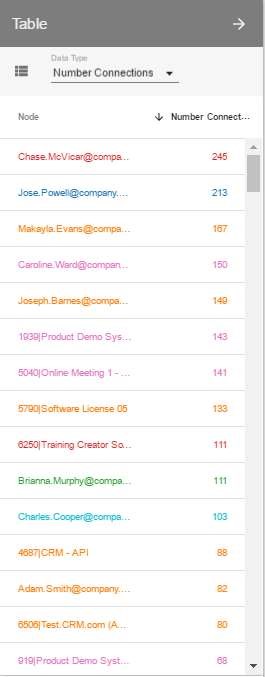 Table
Data Type
Number Connections
Node
Number Connect...
Chase.McVicar@compa... 245
Jose.Powell@company.... 213
Makayla.Evans@compa... 167
Caroline.Ward@compan... 150
Joseph.Barnes@compa... 149
1939|Product Demo Sys... 143
5040|Online Meeting 1 - ... 141
5790|Software License 05 133
6250|Training Creator So... 111
Brianna.Murphy@compa... 111
Charles.Cooper@compa... 103
4687|CRM - API 88
Adam.Smith@company.... 82
6506|Test.CRM.com (A... 80
919|Product Demo Syst... 68